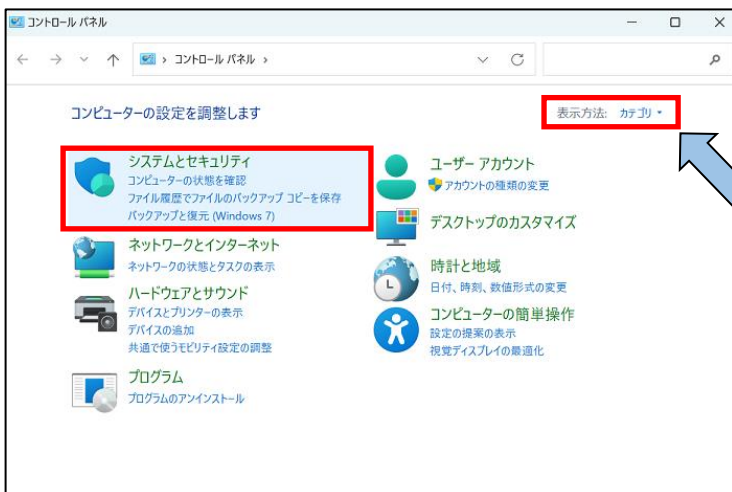 コントロール パネル
コントロール パネル
コンピューターの設定を調整します
表示方法: カテゴリ
システムとセキュリティ
コンピューターの状態を確認
ファイル履歴でファイルのバックアップ コピーを保存
バックアップと復元 (Windows 7)
ネットワークとインターネット
ネットワークの状態とタスクの表示
ハードウェアとサウンド
デバイスとプリンターの表示
デバイスの追加
共通で使うモビリティ設定の調整
プログラム
プログラムのアンインストール
ユーザー アカウント
アカウントの種類の変更
デスクトップのカスタマイズ
時計と地域
日付、時刻、数値形式の変更
コンピューターの簡単操作
設定の提案の表示
視覚ディスプレイの最適化